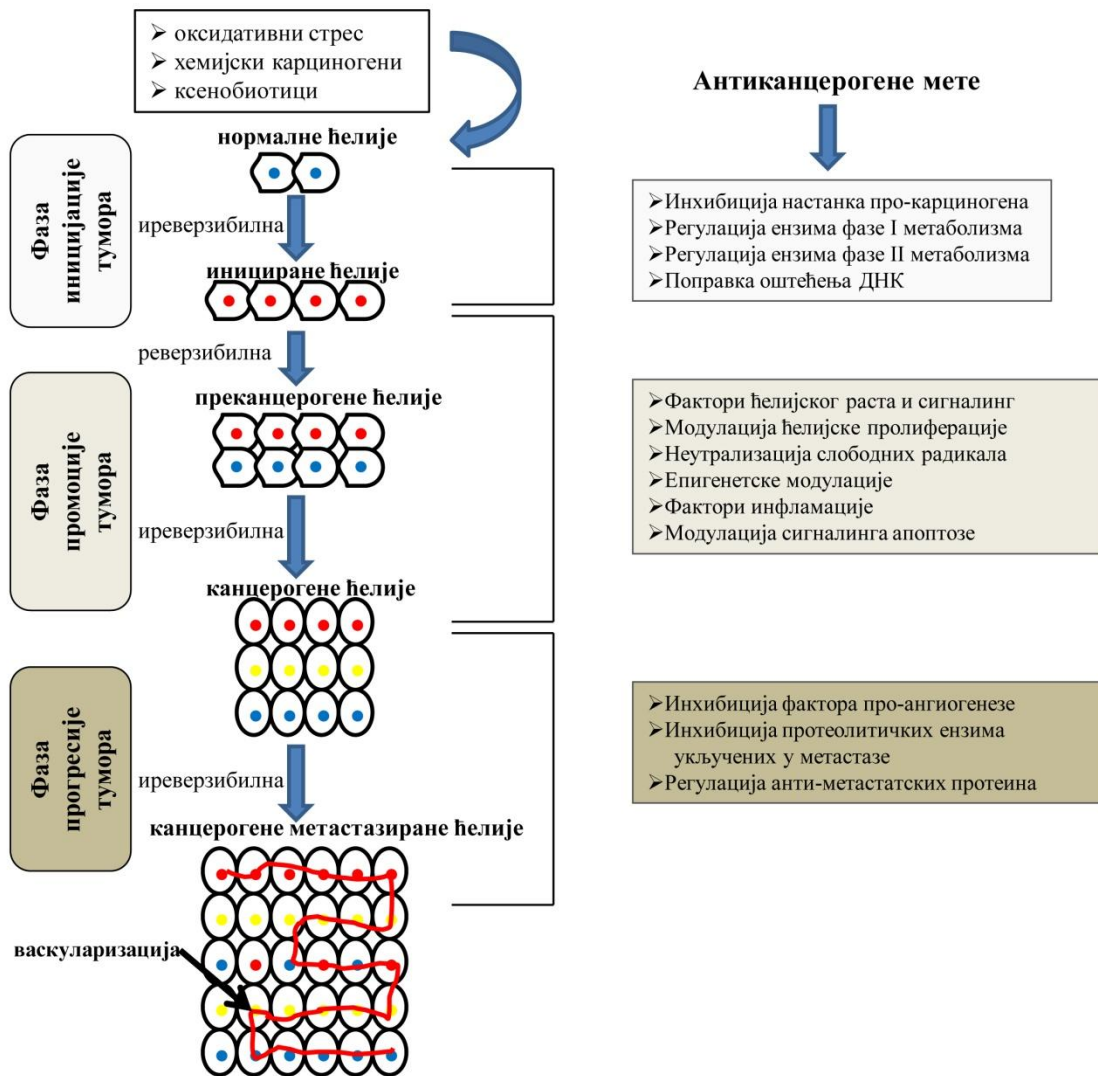 ➢ оксидативни стрес
➢ хемијски карциногени
➢ ксенобиотици
Антиканцерогене мете
нормалне ћелије
Фаза
иницијације
тумора
иреверзибилна
инициране ћелије
➢Инхибиција настанка про-карциногена
➢Регулација ензима фазе I метаболизма
➢Регулација ензима фазе II метаболизма
➢Поправка оштећења ДНК
реверзибилна
преканцерогене ћелије
Фаза
промоције
тумора
иреверзибилна
канцерогене ћелије
➢Фактори ћелијског раста и сигналинг
➢Модулација ћелијске пролиферације
➢Неутрализација слободних радикала
➢Епигенетске модулације
➢Фактори инфламације
➢Модулација сигналинга апоптозе
Фаза
прогресије
тумора
иреверзибилна
канцерогене метастазиране ћелије
➢Инхибиција фактора про-ангиогенезе
➢Инхибиција протеолитичких ензима
укључених у метастазе
➢Регулација анти-метастатских протеина
васкуларизација